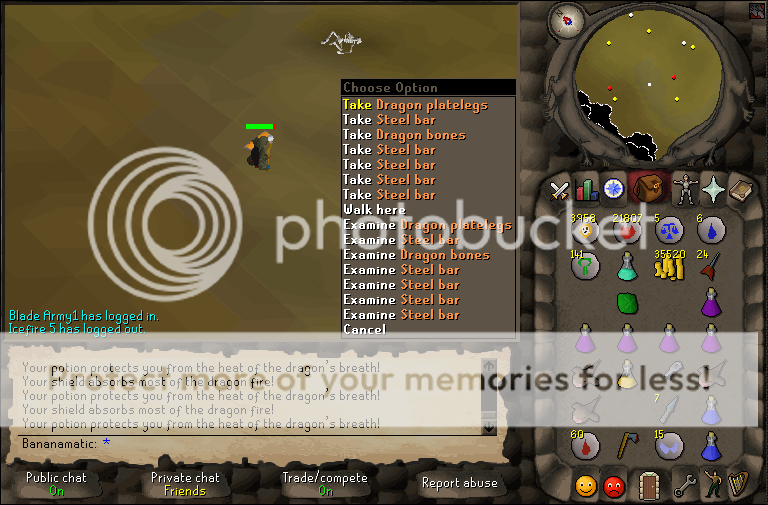 Choose Option
Take Dragon platelegs
Take Steel bar
Take Dragon bones
Take Steel bar
Take Steel bar
Take Steel bar
Take Steel bar
Walk here
Examine Dragon platelegs
Examine Steel bar
Examine Dragon bones
Examine Steel bar
Examine Steel bar
Examine Steel bar
Examine Steel bar
Cancel
photobucket
Blade Army1 has logged in.
Icefire 5 has logged out.
Protect more of your memories for less!
Your potion protects you from the heat of the dragon's breath!
Your shield absorbs most of the dragon fire!
Your potion protects you from the heat of the dragon's breath!
Your shield absorbs most of the dragon fire!
Your potion protects you from the heat of the dragon's breath!
Bananamatic: *
Public chat
On
Private chat
Friends
Trade/compete
On
Report abuse
N
3958 21807 5 6
141 35520 24
7
60 15